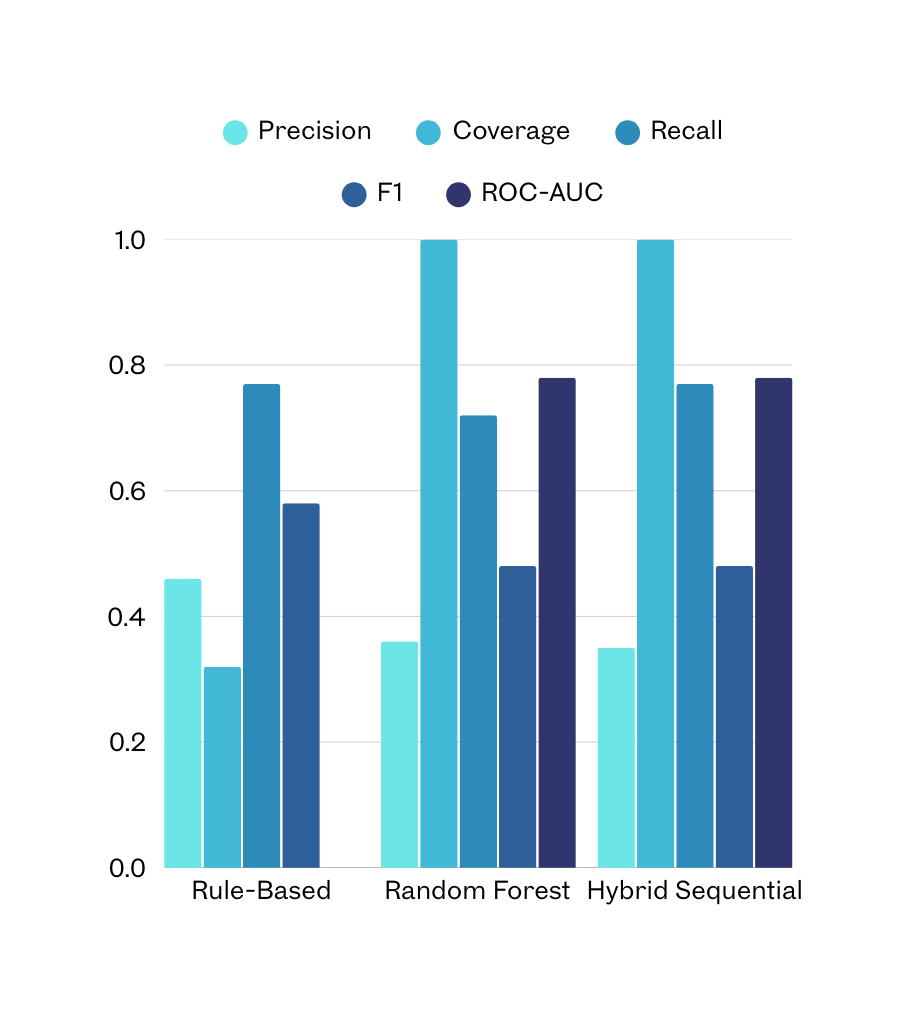 Precision Coverage Recall
F1 ROC-AUC
1.0
0.8
0.6
0.4
0.2
0.0
Rule-Based Random Forest Hybrid Sequential